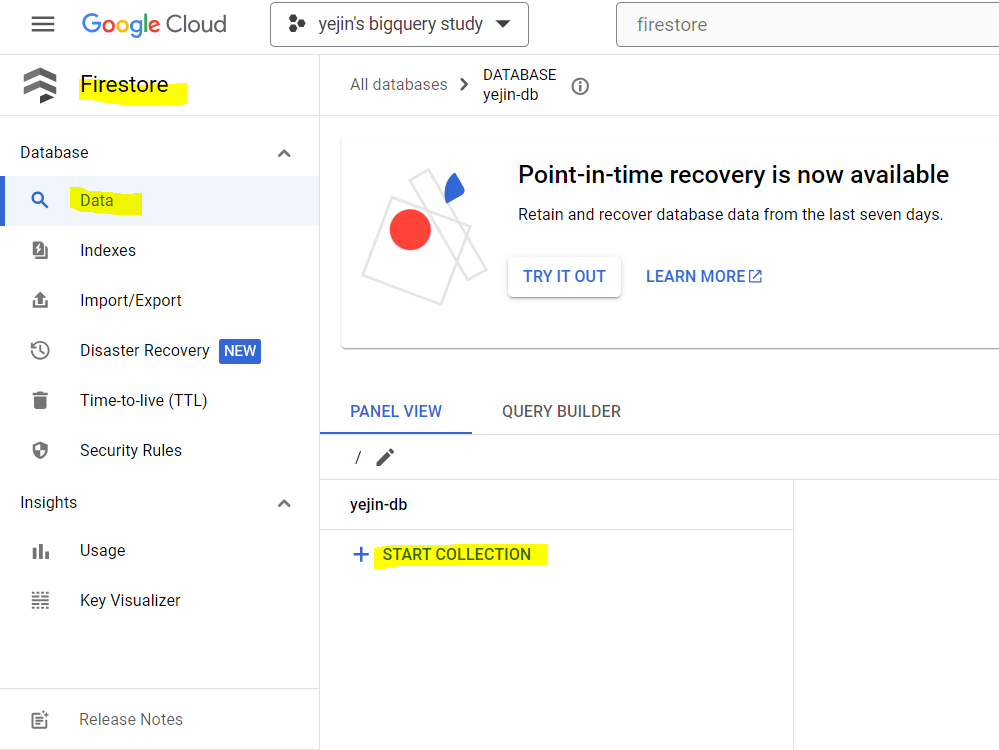 Google Cloud
yejin's bigquery study
firestore
Firestore
All databases
DATABASE
yejin-db
Database
Data
Indexes
Import/Export
Disaster Recovery NEW
Time-to-live (TTL)
Security Rules
Insights
Usage
Key Visualizer
Release Notes
Point-in-time recovery is now available
Retain and recover database data from the last seven days.
TRY IT OUT
LEARN MORE
PANEL VIEW
QUERY BUILDER
/
yejin-db
+ START COLLECTION